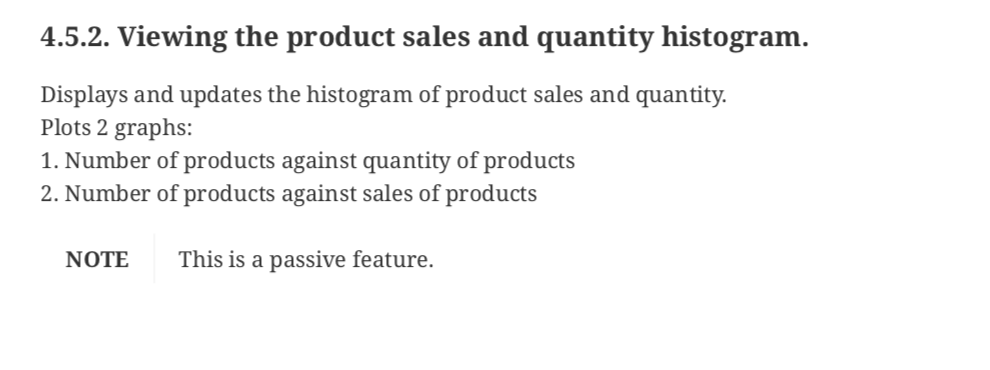 4.5.2. Viewing the product sales and quantity histogram.
Displays and updates the histogram of product sales and quantity.
Plots 2 graphs:
1. Number of products against quantity of products
2. Number of products against sales of products
NOTE This is a passive feature.